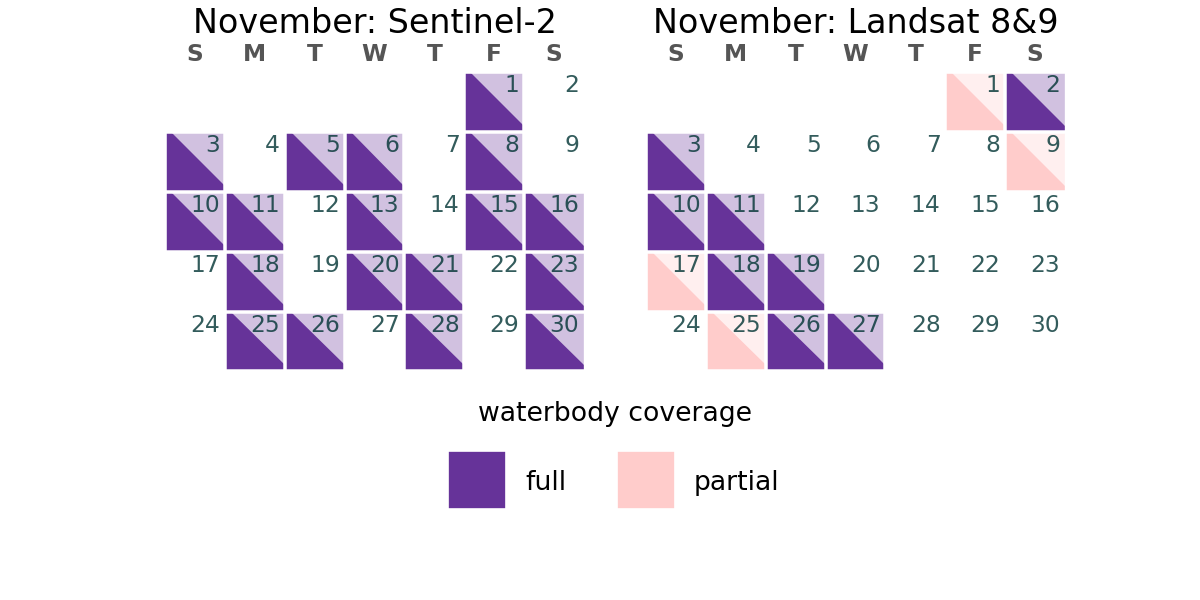 November: Sentinel-2
S M T W T F S
1 2
3 4 5 6 7 8 9
10 11 12 13 14 15 16
17 18 19 20 21 22 23
24 25 26 27 28 29 30
November: Landsat 8&9
S M T W T F S
1 2
3 4 5 6 7 8 9
10 11 12 13 14 15 16
17 18 19 20 21 22 23
24 25 26 27 28 29 30
waterbody coverage
full partial